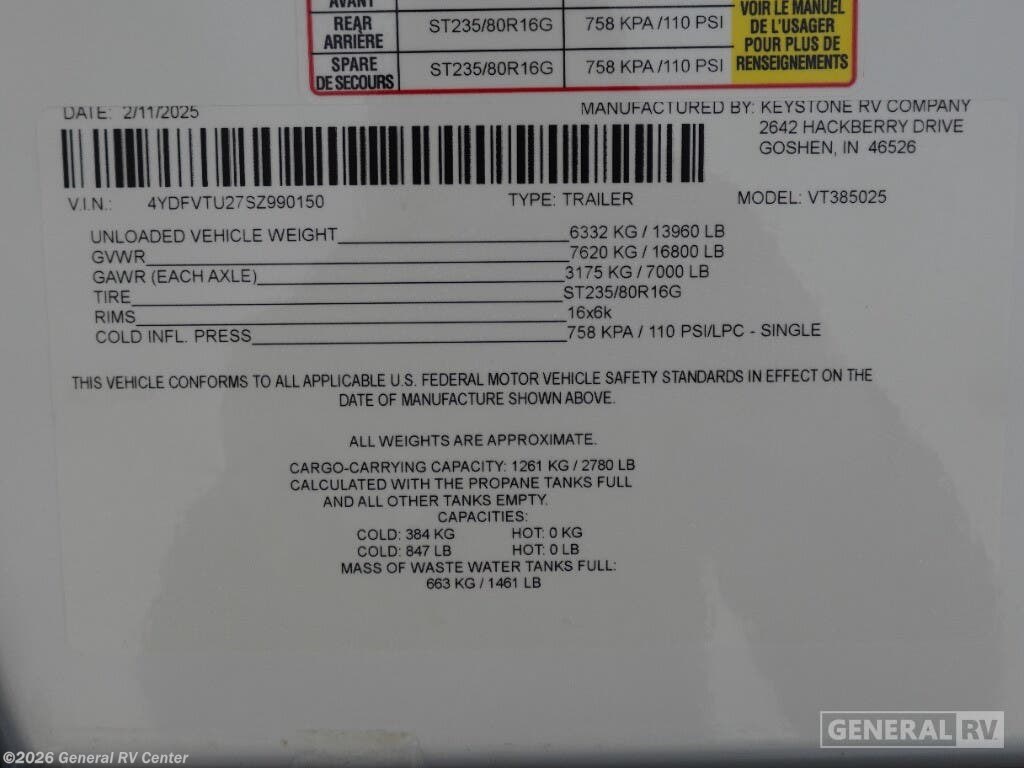 AVANT
REAR
ARRIÈRE
ST235/80R16G
758 KPA /110 PSI
SPARE
DE SECOURS
ST235/80R16G
758 KPA /110 PSI
VOIR LE MANUEL
DE L'USAGER
POUR PLUS DE
RENSEIGNEMENTS
DATE: 2/11/2025
MANUFACTURED BY: KEYSTONE RV COMPANY
2642 HACKBERRY DRIVE
GOSHEN, IN 46526
V.I.N.: 4YDFVTU27SZ990150 TYPE: TRAILER MODEL: VT385025
UNLOADED VEHICLE WEIGHT 6332 KG / 13960 LB
GVWR 7620 KG / 16800 LB
GAWR (EACH AXLE) 3175 KG / 7000 LB
TIRE ST235/80R16G
RIMS 16x6k
COLD INFL. PRESS 758 KPA / 110 PSI/LPC - SINGLE
THIS VEHICLE CONFORMS TO ALL APPLICABLE U.S. FEDERAL MOTOR VEHICLE SAFETY STANDARDS IN EFFECT ON THE
DATE OF MANUFACTURE SHOWN ABOVE.
ALL WEIGHTS ARE APPROXIMATE.
CARGO-CARRYING CAPACITY: 1261 KG / 2780 LB
CALCULATED WITH THE PROPANE TANKS FULL
AND ALL OTHER TANKS EMPTY.
CAPACITIES:
COLD: 384 KG HOT: 0 KG
COLD: 847 LB HOT: 0 LB
MASS OF WASTE WATER TANKS FULL:
663 KG / 1461 LB
GENERAL RV
©2026 General RV Center